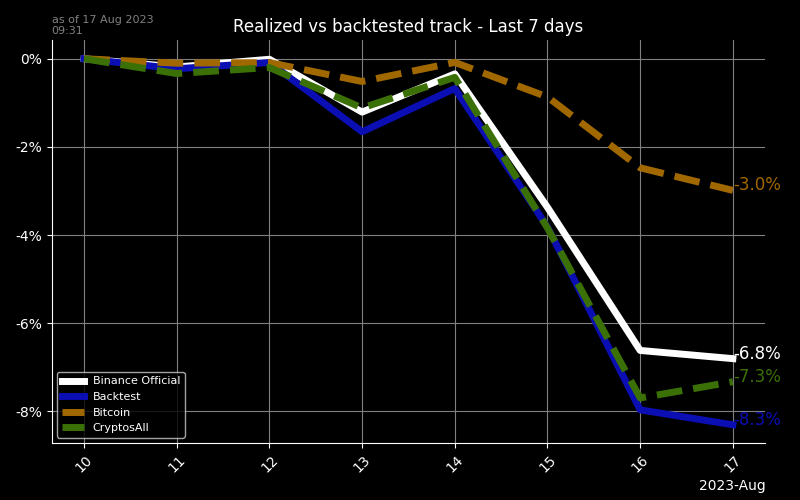 as of 17 Aug 2023
09:31
Realized vs backtested track - Last 7 days
0%
-2%
-4%
-6%
-8%
-3.0%
-6.8%
-7.3%
-8.3%
Binance Official
Backtest
Bitcoin
CryptosAll
10
11
12
13
14
15
16
17
2023-Aug